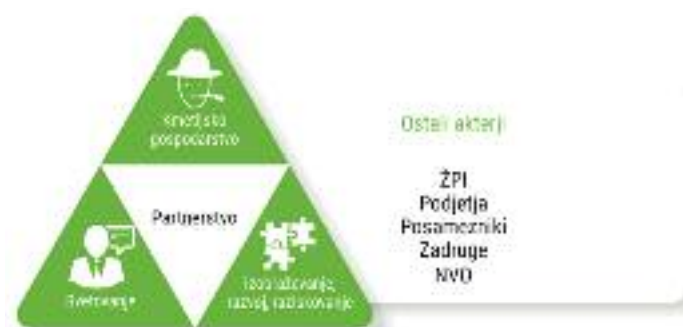 Kmetijsko
gospodarstvo
Partnerstvo
Svetovanje
Izobraževanje,
razvoj, raziskovanje
Ostali akterji
ŽPI
Podjetja
Posamezniki
Zadruge
NVO